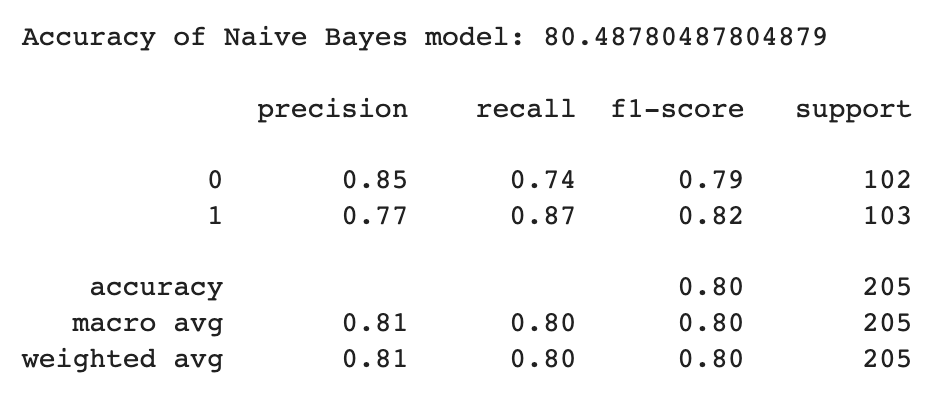 Accuracy of Naive Bayes model: 80.48780487804879
precision recall f1-score support
0 0.85 0.74 0.79 102
1 0.77 0.87 0.82 103
accuracy 0.80 205
macro avg 0.81 0.80 0.80 205
weighted avg 0.81 0.80 0.80 205